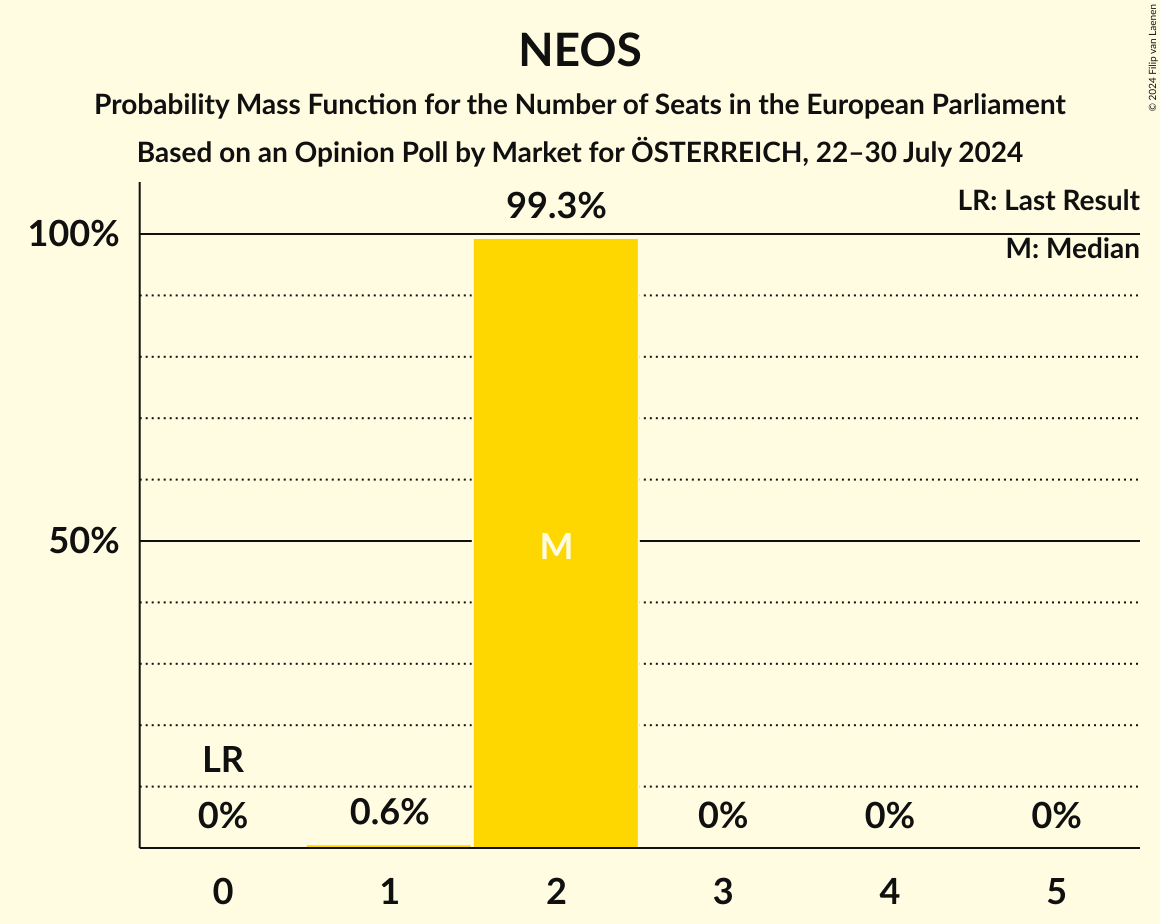 NEOS
Probability Mass Function for the Number of Seats in the European Parliament
Based on an Opinion Poll by Market for ÖSTERREICH, 22–30 July 2024
© 2024 Filip van Laenen
LR: Last Result
M: Median
99.3%
100%
50%
M
LR
0%
0.6%
0%
0%
0%
0
1
2
3
4
5